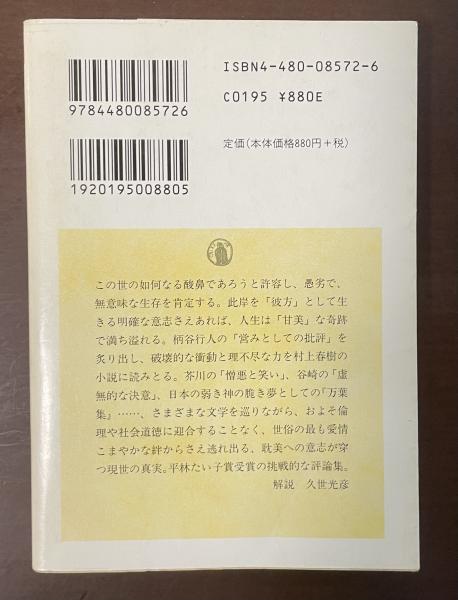 ISBN4-480-08572-6
9784480085726
C0195 ¥880E
定価(本体価格880円+税)
1920195008805
この世の如何なる酸鼻であろうと許容し、愚劣で、
無意味な生存を肯定する。此岸を「彼方」として生
きる明確な意志さえあれば、人生は「甘美」な奇跡
で満ち溢れる。柄谷行人の「営みとしての批評」を
炙り出し、破壊的な衝動と理不尽な力を村上春樹の
小説に読みとる。芥川の「憎悪と笑い」、谷崎の「虚
無的な決意」、日本の弱き神の脆き夢としての『万葉
集』……、さまざまな文学を巡りながら、およそ倫
理や社会道徳に迎合することなく、世俗の最も愛情
こまやかな絆からさえ逃れ出る、耽美への意志が穿
つ現世の真実。平林たい子賞受賞の挑戦的な評論集。
解説 久世光彦